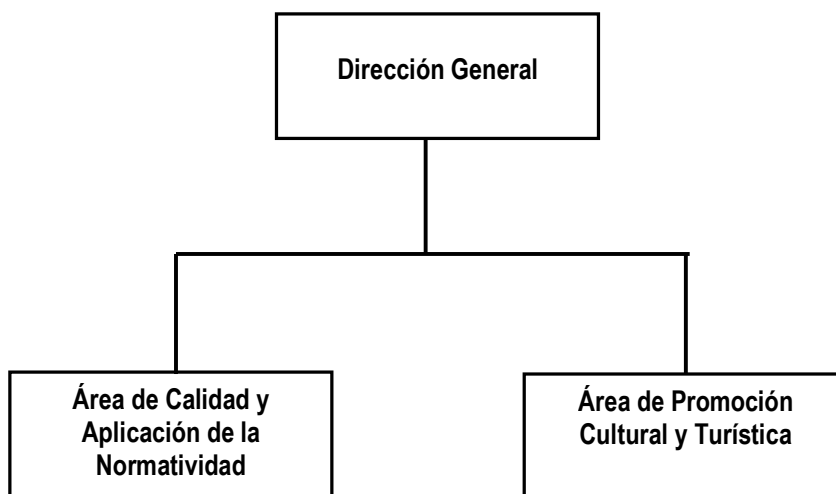 Dirección General
Área de Calidad y
Aplicación de la
Normatividad
Área de Promoción
Cultural y Turística